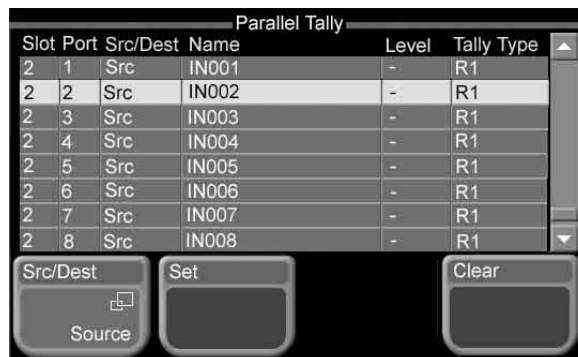 Parallel Tally
Slot Port Src/Dest Name Level Tally Type
2 1 Src IN001 - R1
2 2 Src IN002 - R1
2 3 Src IN003 - R1
2 4 Src IN004 - R1
2 5 Src IN005 - R1
2 6 Src IN006 - R1
2 7 Src IN007 - R1
2 8 Src IN008 - R1
Src/Dest Set Clear
Source